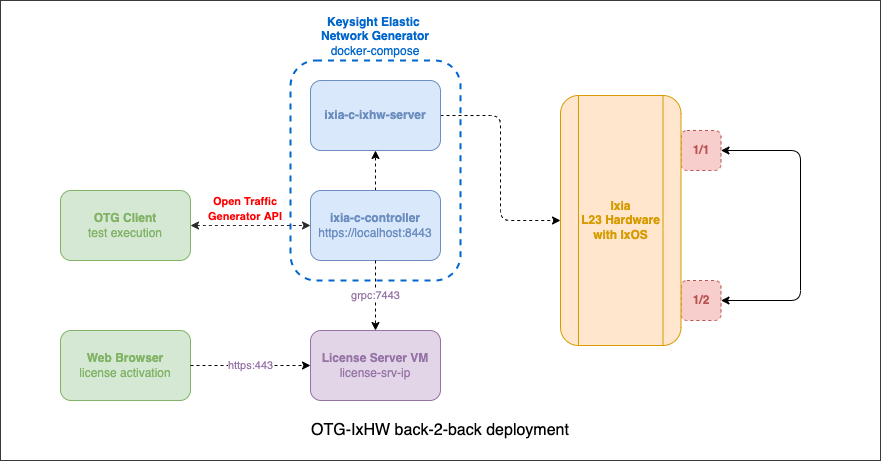 Keysight Elastic
Network Generator
docker-compose
ixia-c-ixhw-server
Open Traffic
Generator API
OTG Client
test execution
ixia-c-controller
https://localhost:8443
grpc:7443
Web Browser
license activation
https:443
License Server VM
license-srv-ip
Ixia
L23 Hardware
with IxOS
1/1
1/2
OTG-IxHW back-2-back deployment